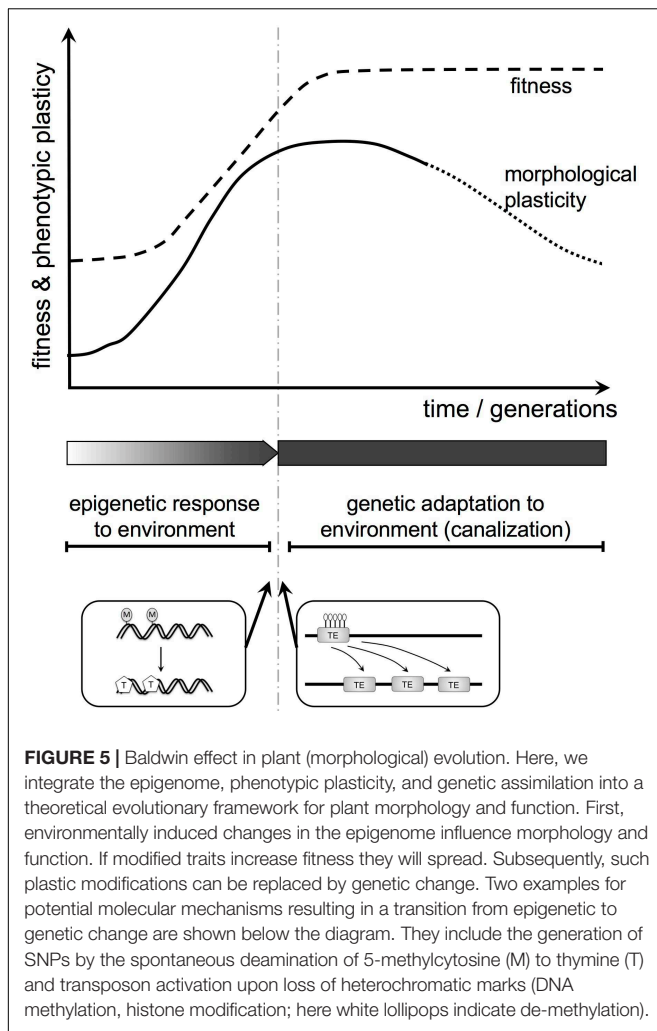 fitness & phenotypic plasticy
fitness
morphological
plasticity
time / generations
epigenetic response
to environment
genetic adaptation to
environment (canalization)
M M
T T
TE
TE TE TE
FIGURE 5 | Baldwin effect in plant (morphological) evolution. Here, we
integrate the epigenome, phenotypic plasticity, and genetic assimilation into a
theoretical evolutionary framework for plant morphology and function. First,
environmentally induced changes in the epigenome influence morphology and
function. If modified traits increase fitness they will spread. Subsequently, such
plastic modifications can be replaced by genetic change. Two examples for
potential molecular mechanisms resulting in a transition from epigenetic to
genetic change are shown below the diagram. They include the generation of
SNPs by the spontaneous deamination of 5-methylcytosine (M) to thymine (T)
and transposon activation upon loss of heterochromatic marks (DNA
methylation, histone modification; here white lollipops indicate de-methylation).